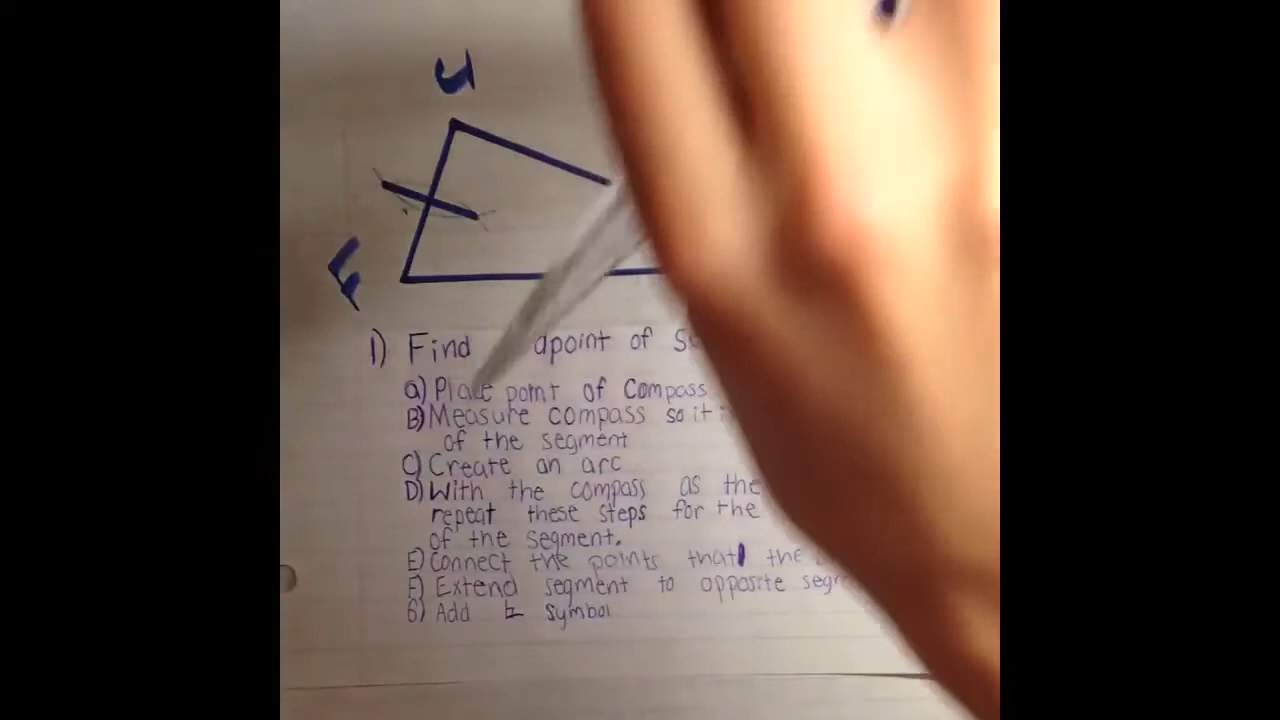 U
F
1) Find apoint of
a) Place point of Compass
B) Measure compass so it
of the segment
C) Create an arc
D) With the compass as the
repeat these steps for the
of the segment.
E) Connect the points that the
F) Extend segment to opposite
G) Add symbol